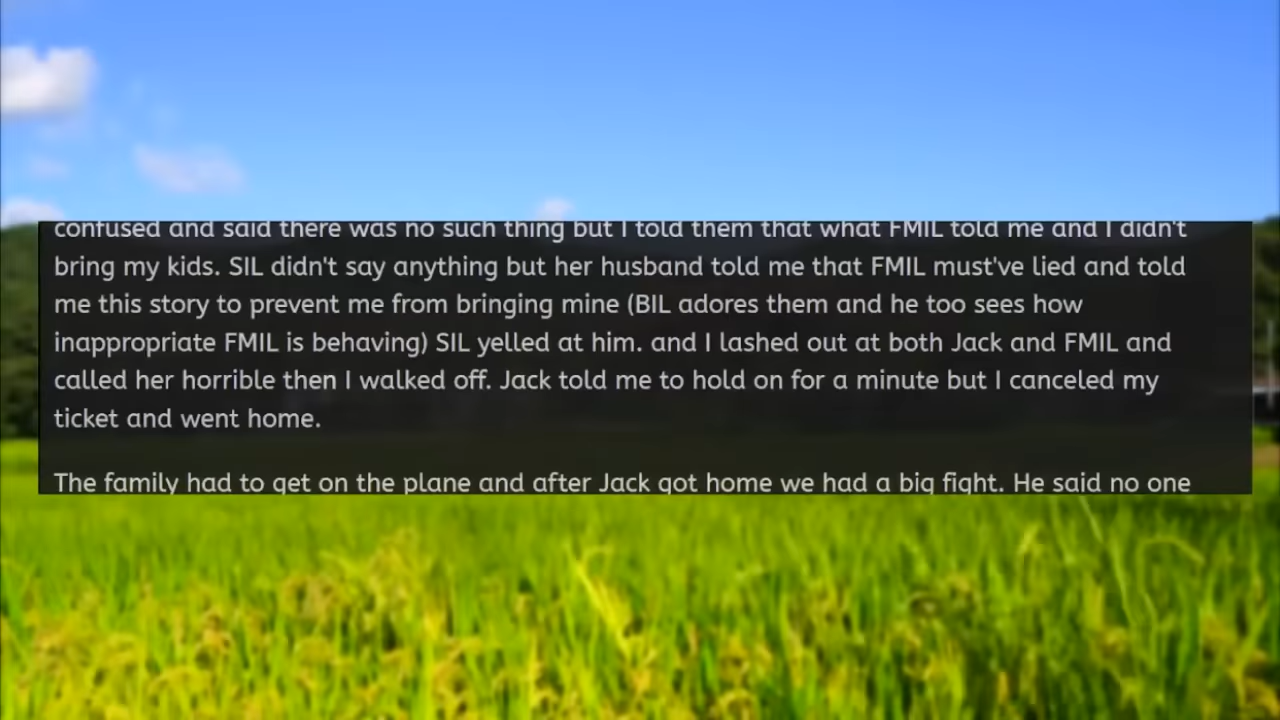 confused and said there was no such thing but I told them that what FMIL told me and I didn't
bring my kids. SIL didn't say anything but her husband told me that FMIL must've lied and told
me this story to prevent me from bringing mine (BIL adores them and he too sees how
inappropriate FMIL is behaving) SIL yelled at him. and I lashed out at both Jack and FMIL and
called her horrible then I walked off. Jack told me to hold on for a minute but I canceled my
ticket and went home.
The family had to get on the plane and after Jack got home we had a big fight. He said no one